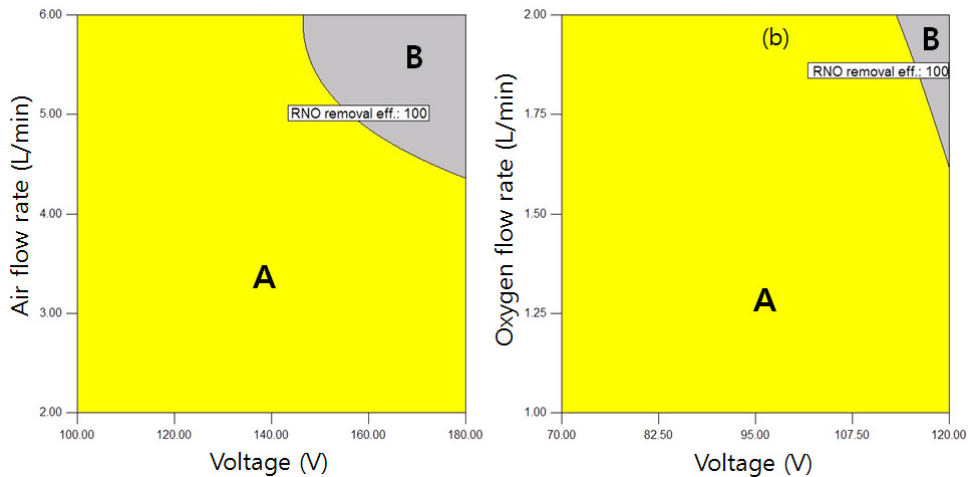 6.00
5.00
4.00
3.00
2.00
100.00
120.00
140.00
160.00
180.00
Air flow rate (L/min)
Voltage (V)
B
RNO removal eff.: 100
A
2.00
1.75
1.50
1.25
1.00
70.00
82.50
95.00
107.50
120.00
Oxygen flow rate (L/min)
Voltage (V)
(b)
B
RNO removal eff.: 100
A